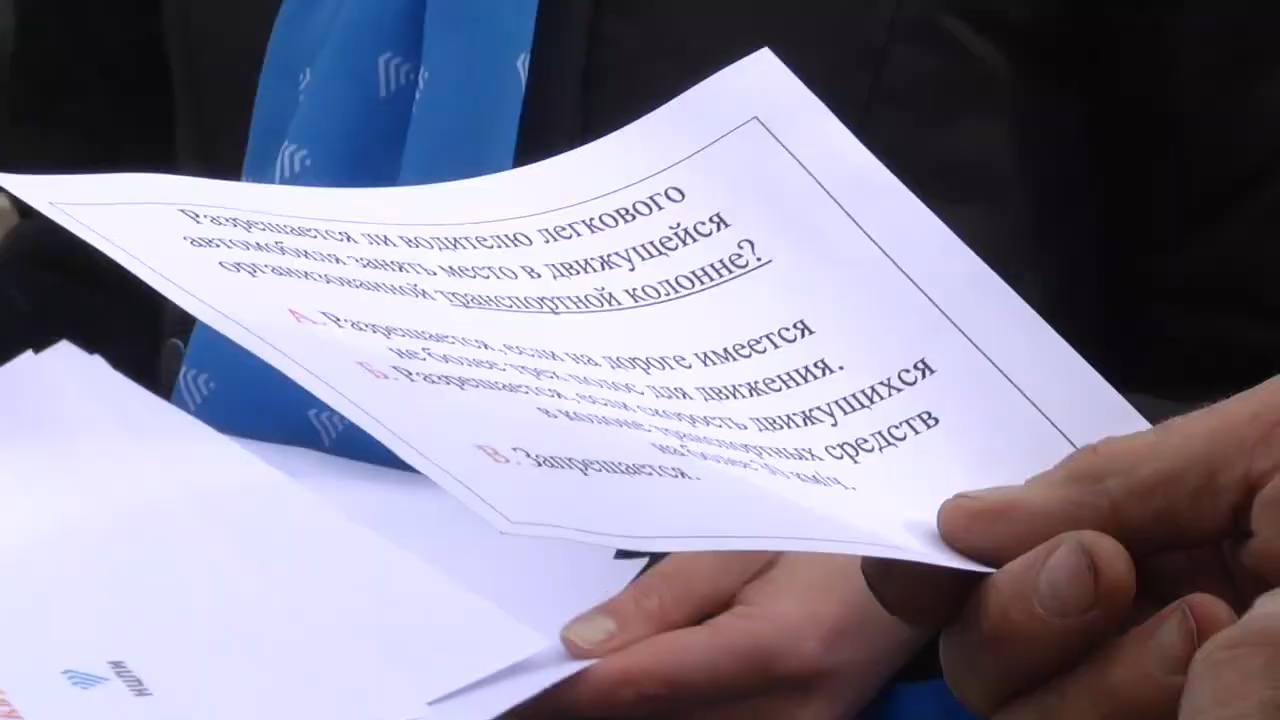 Разрешается ли водителю легкового
автомобиля занять место в движущейся
организованной транспортной колонне?
А. Разрешается, если на дороге имеется
не более трех полос для движения.
Б. Разрешается, если скорость движущихся
в колонне транспортных средств
не более 30 км/ч.
В. Запрещается.